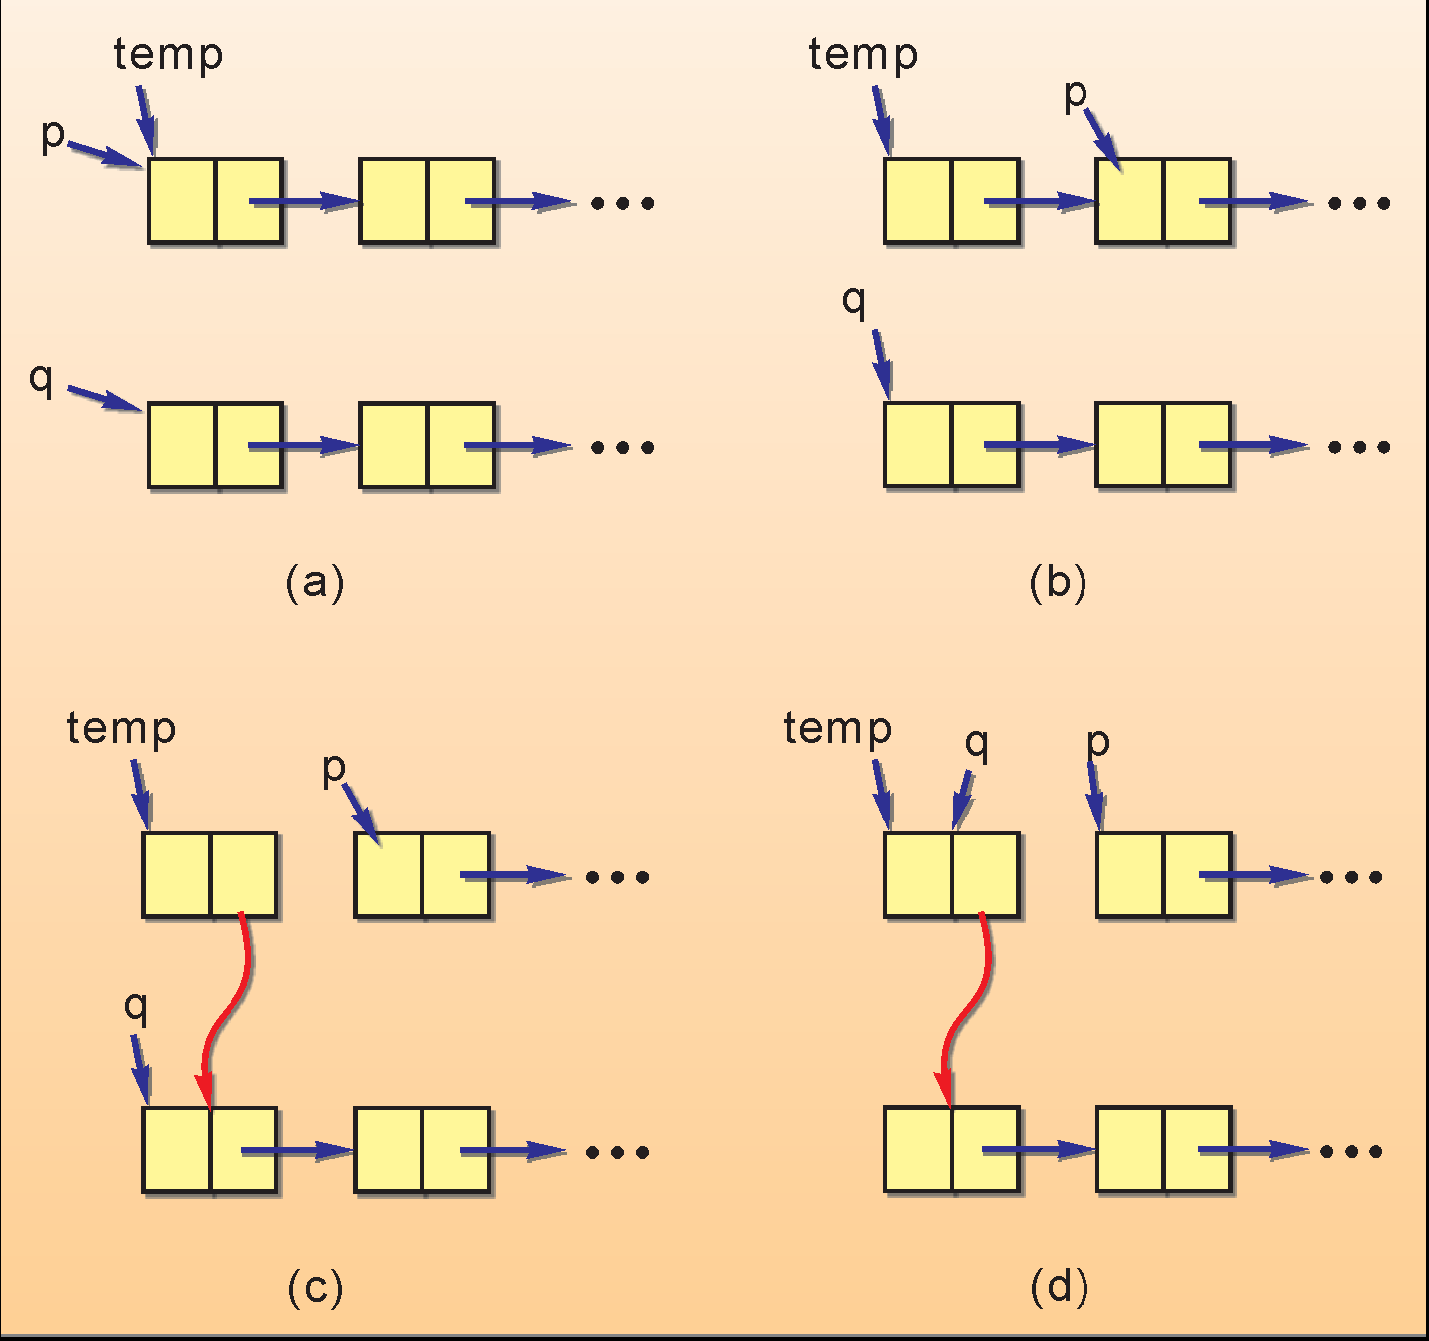 temp
temp
p
p
q
q
• • •
• • •
• • •
• • •
(a)
(b)
temp
temp
q
p
p
• • •
• • •
q
• • •
• • •
(c)
(d)